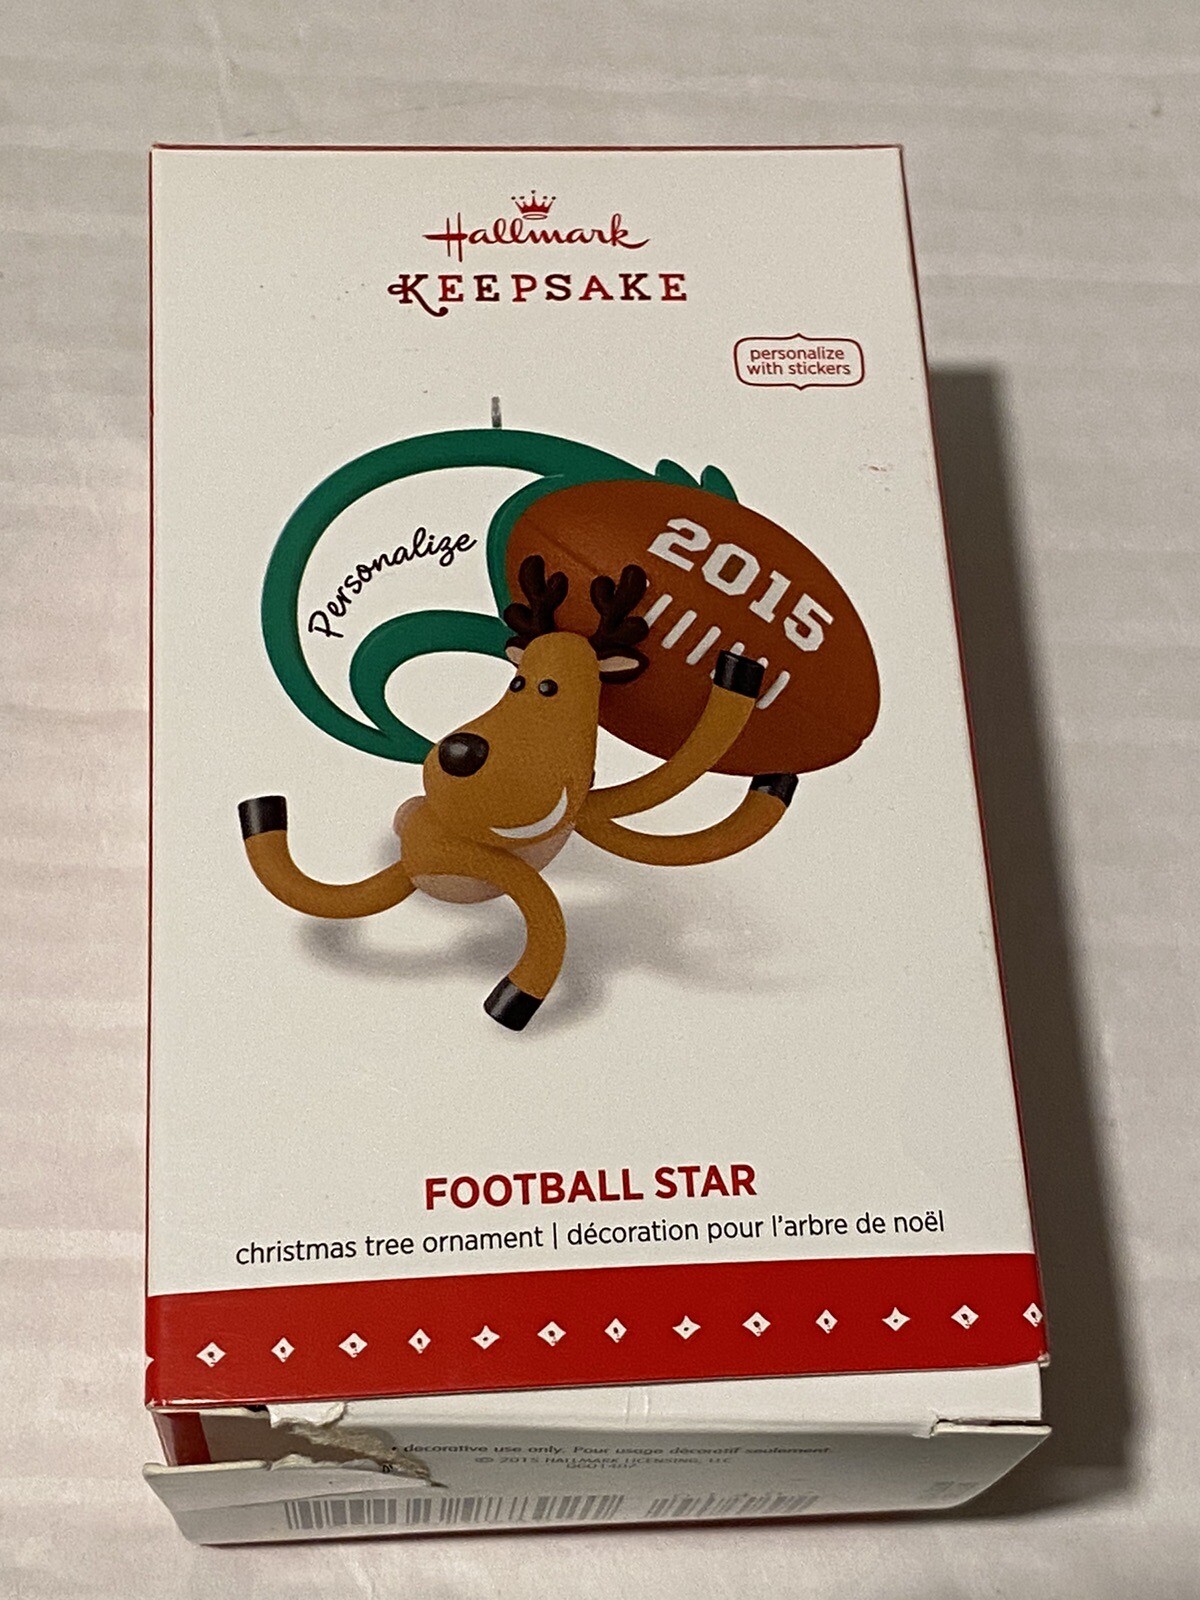 Hallmark
KEEPSAKE
personalize
with stickers
Personalize
2015
FOOTBALL STAR
christmas tree ornament | décoration pour l'arbre de noël
• decorative use only. Pour usage décoratif seulement.
© 2015 HALLMARK LICENSING, LLC